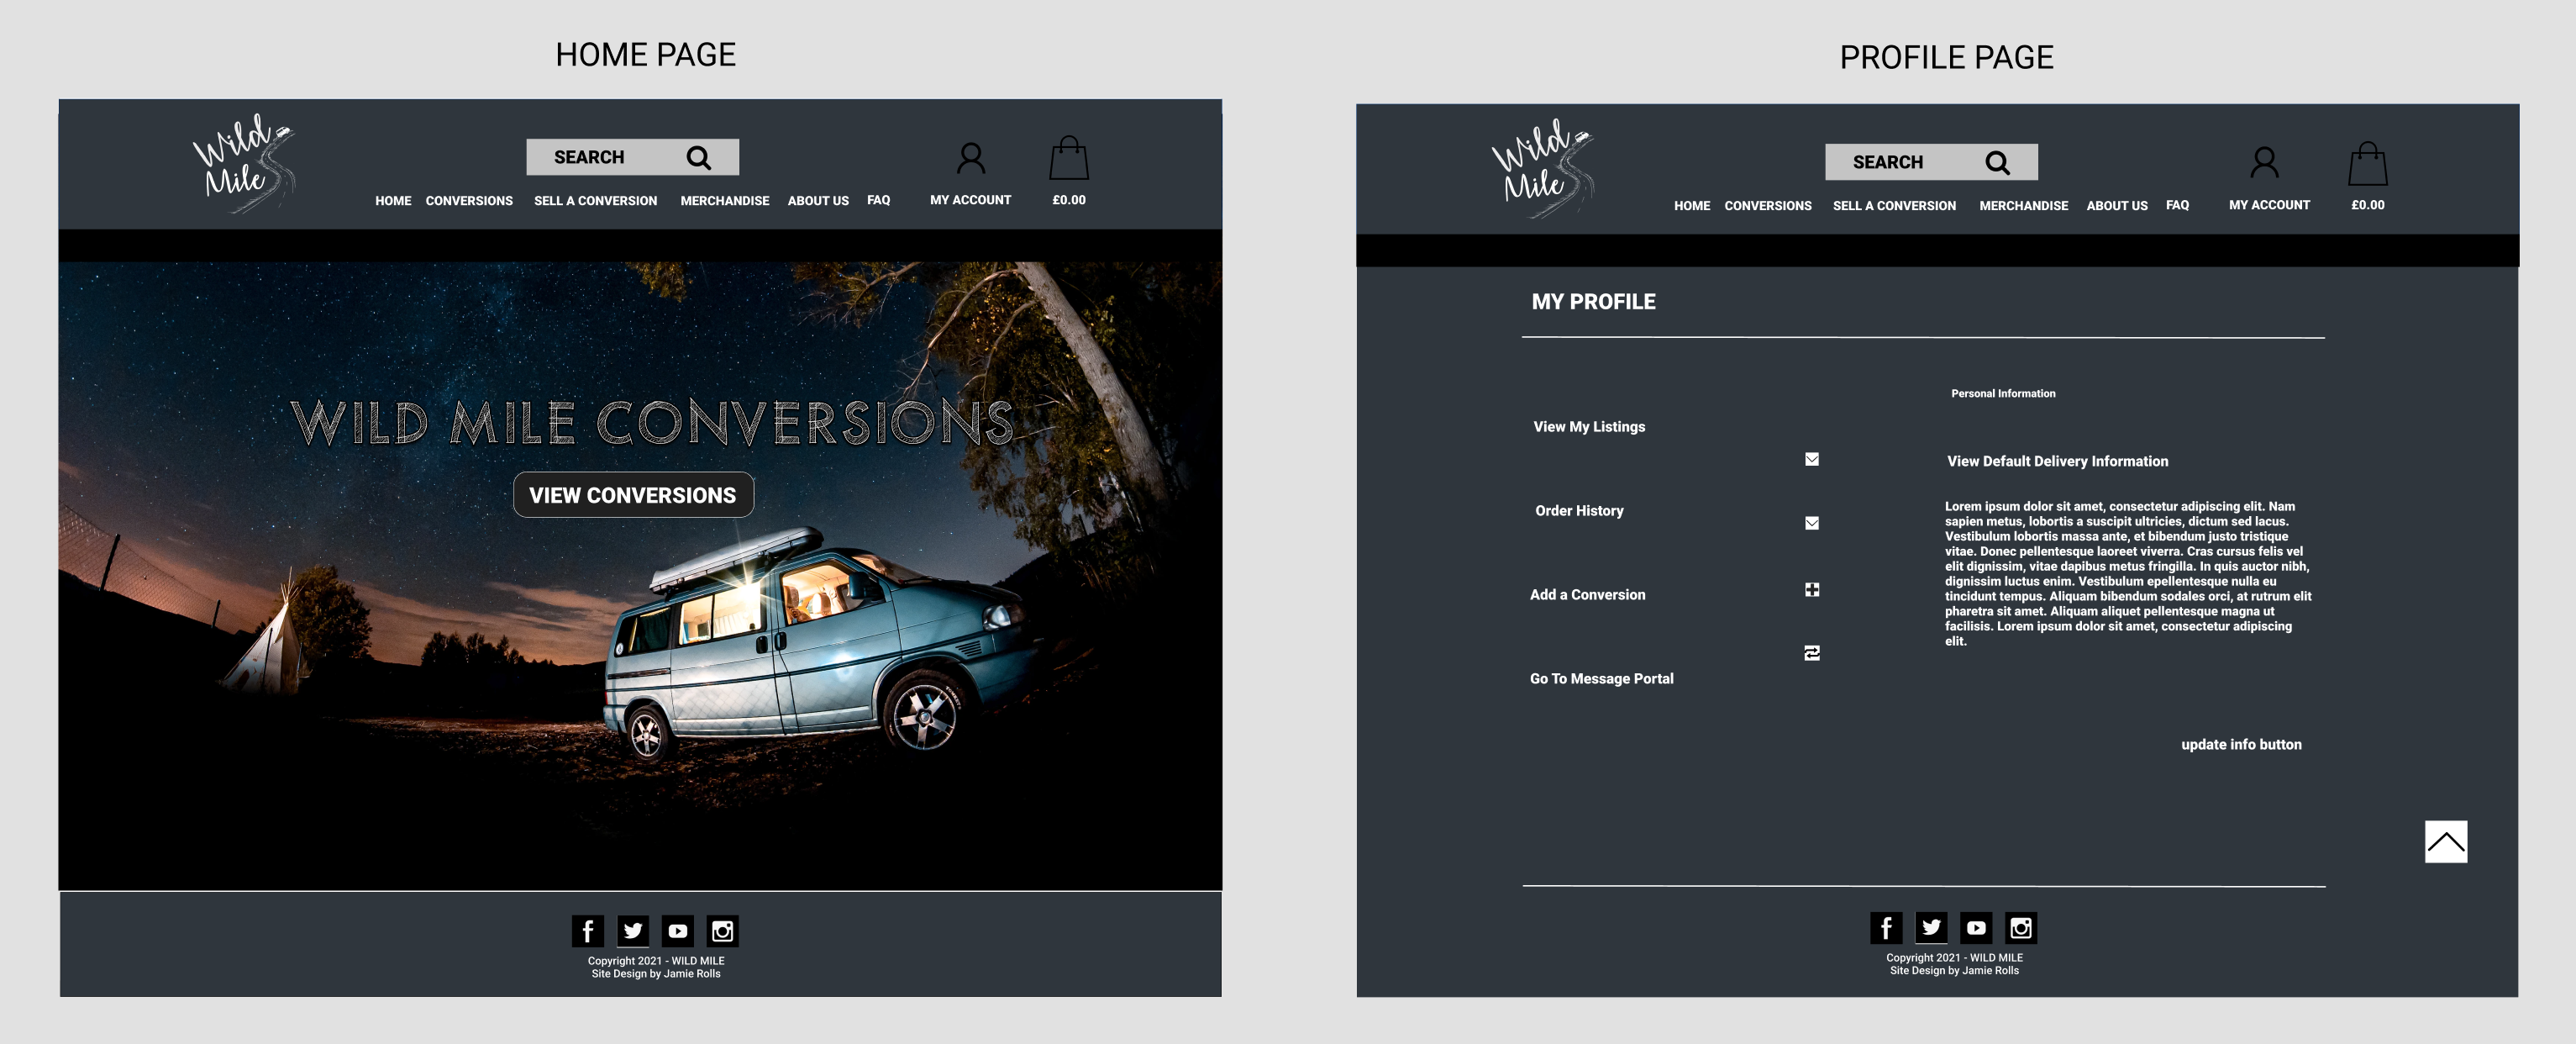 HOME PAGE
Wild
Mile
SEARCH
HOME CONVERSIONS SELL A CONVERSION MERCHANDISE ABOUT US FAQ MY ACCOUNT £0.00
WILD MILE CONVERSIONS
VIEW CONVERSIONS
Copyright 2021 - WILD MILE
Site Design by Jamie Rolls
PROFILE PAGE
Wild
Mile
SEARCH
HOME CONVERSIONS SELL A CONVERSION MERCHANDISE ABOUT US FAQ MY ACCOUNT £0.00
MY PROFILE
View My Listings
Order History
Add a Conversion
Go To Message Portal
Personal Information
View Default Delivery Information
Lorem ipsum dolor sit amet, consectetur adipiscing elit. Nam
sapien metus, lobortis a suscipit ultricies, dictum sed lacus.
Vestibulum lobortis massa ante, et bibendum justo tristique
vitae. Donec pellentesque laoreet viverra. Cras cursus felis vel
elit dignissim, vitae dapibus metus fringilla. In quis auctor nibh,
dignissim luctus enim. Vestibulum epellentesque nulla eu
tincidunt tempus. Aliquam bibendum sodales orci, at rutrum elit
pharetra sit amet. Aliquam aliquet pellentesque magna ut
facilisis. Lorem ipsum dolor sit amet, consectetur adipiscing
elit.
update info button
Copyright 2021 - WILD MILE
Site Design by Jamie Rolls